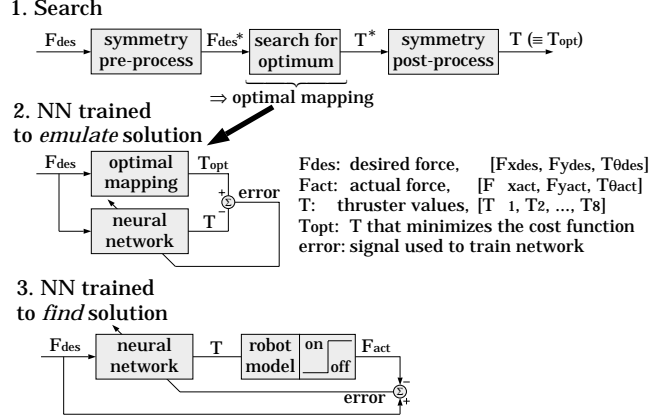 1. Search
Fdes symmetry pre-process Fdes* search for optimum T* symmetry post-process T (≡ Topt)
⇒ optimal mapping
2. NN trained
to emulate solution
Fdes optimal mapping Topt
+ Σ − error
neural network T
Fdes: desired force, [Fxdes, Fydes, Tθdes]
Fact: actual force, [F xact, Fyact, Tθact]
T: thruster values, [T 1, T2, ..., T8]
Topt: T that minimizes the cost function
error: signal used to train network
3. NN trained
to find solution
Fdes neural network T robot model on off Fact
error Σ − +